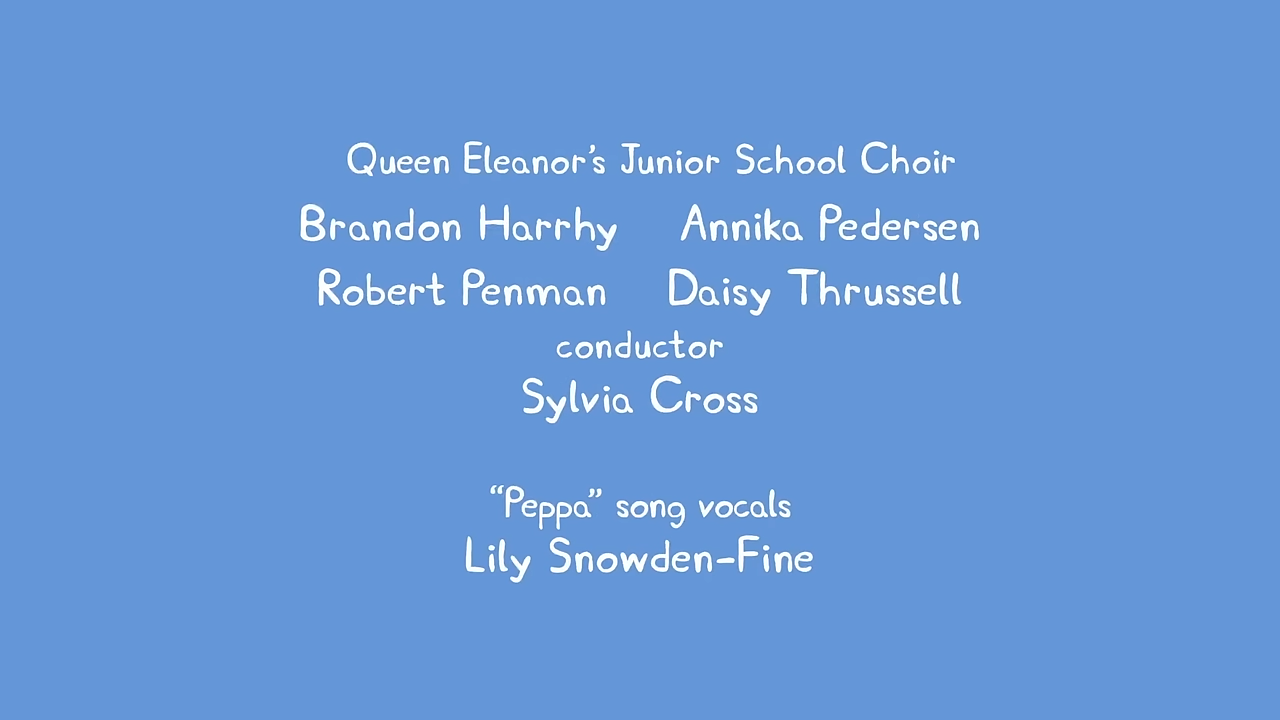 Queen Eleanor's Junior School Choir
Brandon Harrhy Annika Pedersen
Robert Penman Daisy Thrussell
conductor
Sylvia Cross
“Peppa” song vocals
Lily Snowden-Fine